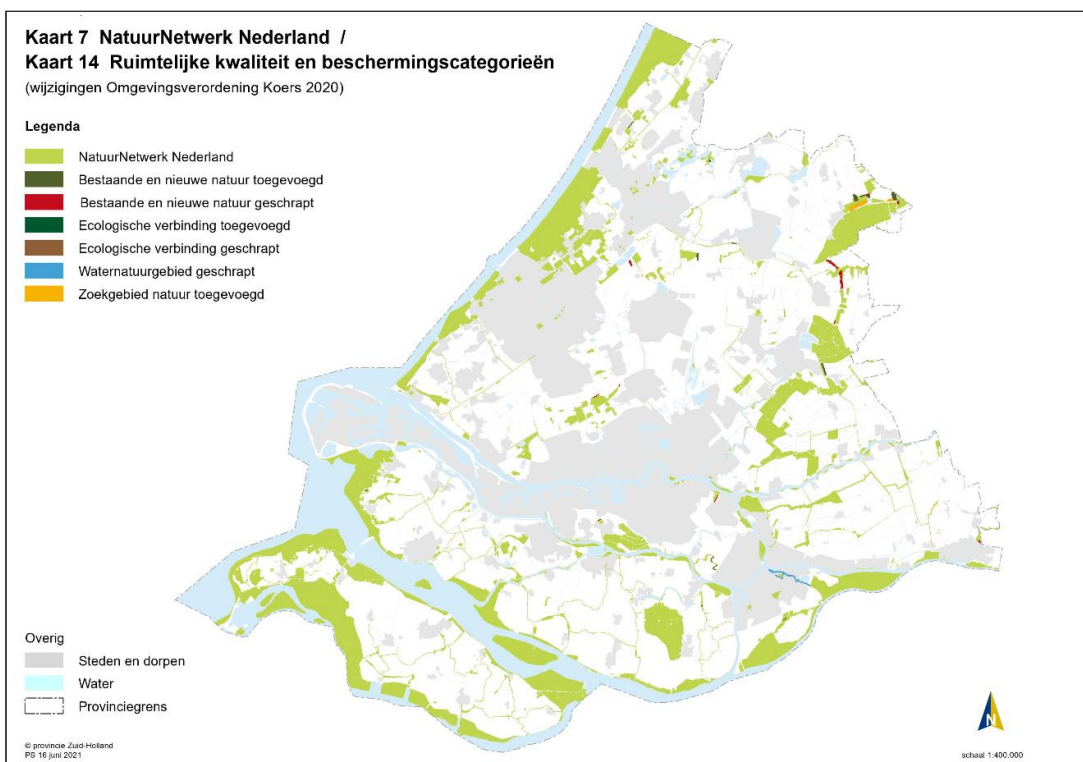 Kaart 7 NatuurNetwerk Nederland /
Kaart 14 Ruimtelijke kwaliteit en beschermingscategorieën
(wijzigingen Omgevingsverordening Koers 2020)
Legenda
NatuurNetwerk Nederland
Bestaande en nieuwe natuur toegevoegd
Bestaande en nieuwe natuur geschrapt
Ecologische verbinding toegevoegd
Ecologische verbinding geschrapt
Waternatuurgebied geschrapt
Zoekgebied natuur toegevoegd
Overig
Steden en dorpen
Water
Provinciegrens
© provincie Zuid-Holland
PS 16 juni 2021
N
schaal 1:400.000